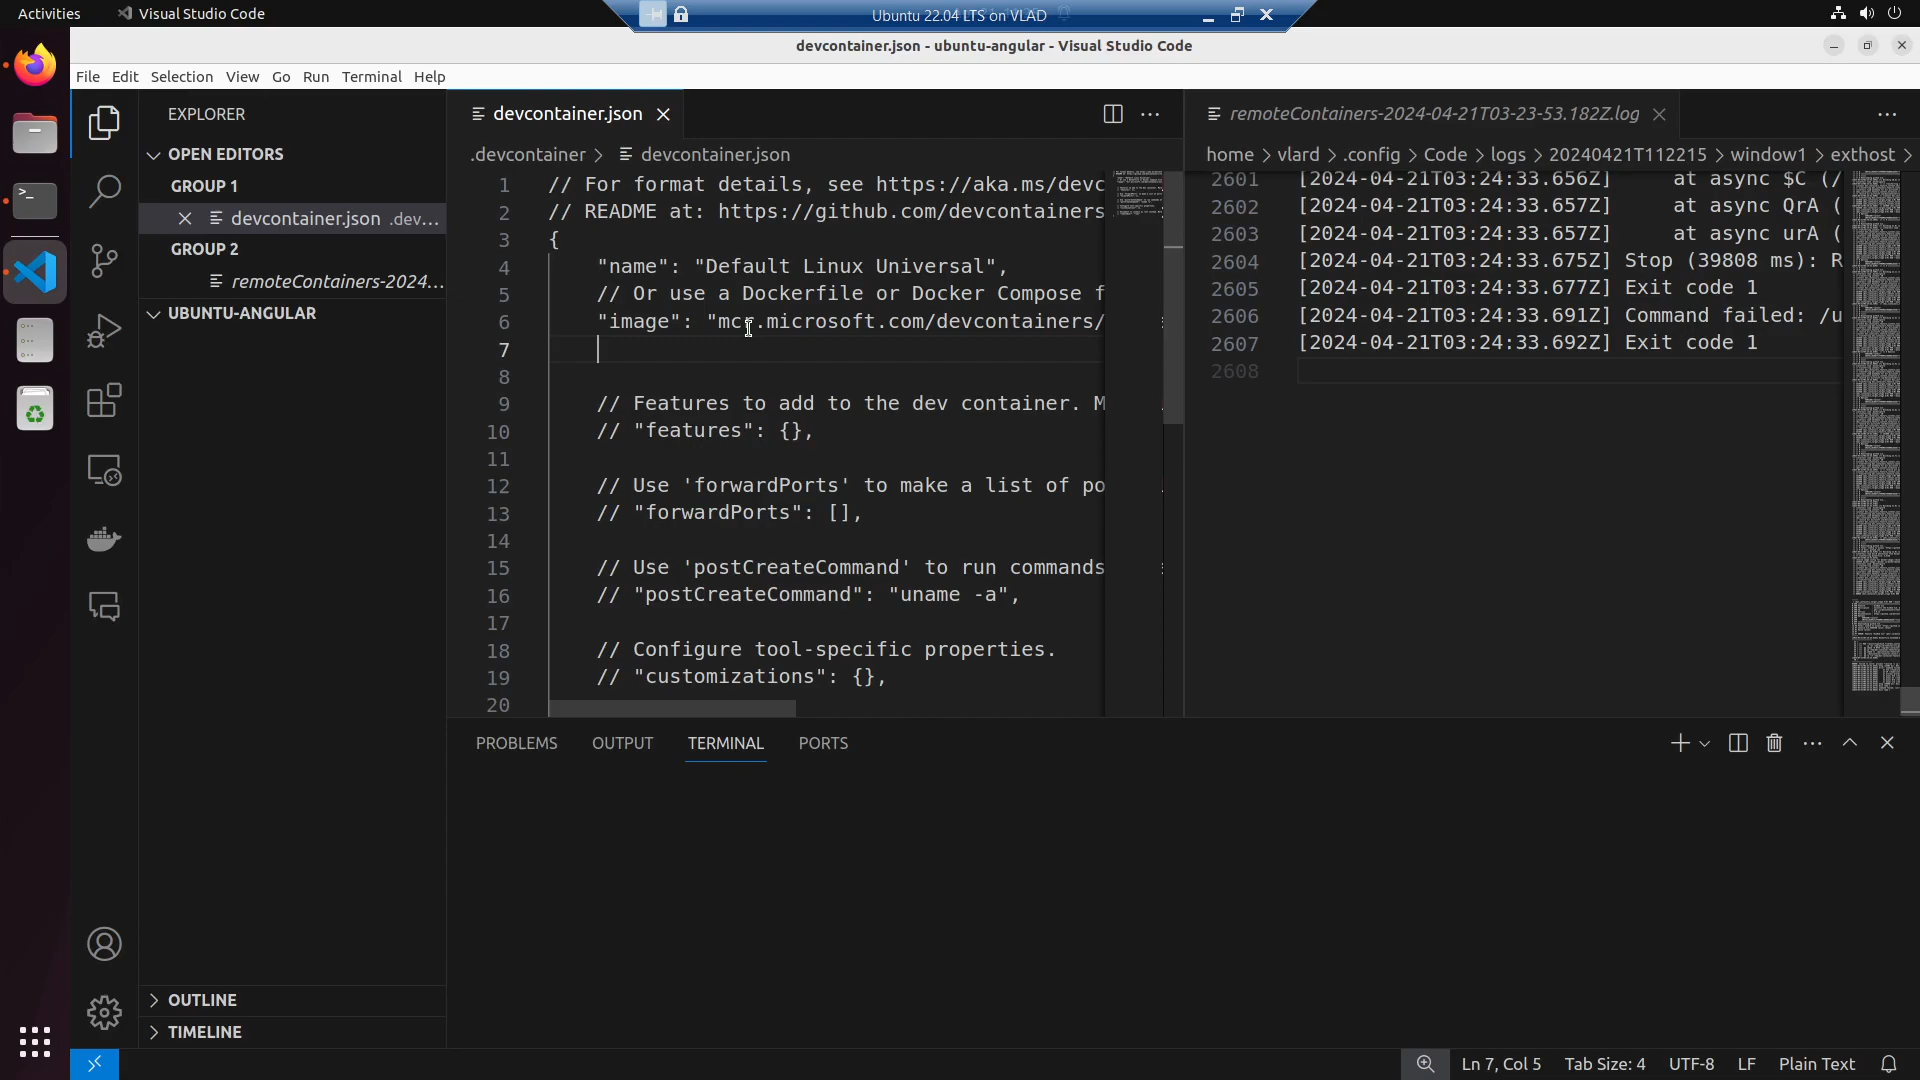 Activities
Visual Studio Code
Ubuntu 22.04 LTS on VLAD
devcontainer.json - ubuntu-angular - Visual Studio Code
File Edit Selection View Go Run Terminal Help
EXPLORER
OPEN EDITORS
GROUP 1
devcontainer.json .dev...
GROUP 2
remoteContainers-2024...
UBUNTU-ANGULAR
OUTLINE
TIMELINE
devcontainer.json
.devcontainer > devcontainer.json
1 // For format details, see https://aka.ms/devc
2 // README at: https://github.com/devcontainers
3 {
4 "name": "Default Linux Universal",
5 // Or use a Dockerfile or Docker Compose f
6 "image": "mcr.microsoft.com/devcontainers/
7
8
9 // Features to add to the dev container. M
10 // "features": {},
11
12 // Use 'forwardPorts' to make a list of po
13 // "forwardPorts": [],
14
15 // Use 'postCreateCommand' to run commands
16 // "postCreateCommand": "uname -a",
17
18 // Configure tool-specific properties.
19 // "customizations": {},
20
remoteContainers-2024-04-21T03-23-53.182Z.log
home > vlard > .config > Code > logs > 20240421T112215 > window1 > exthost >
2601 [2024-04-21T03:24:33.656Z] at async $C (/
2602 [2024-04-21T03:24:33.657Z] at async QrA (
2603 [2024-04-21T03:24:33.657Z] at async urA (
2604 [2024-04-21T03:24:33.675Z] Stop (39808 ms): R
2605 [2024-04-21T03:24:33.677Z] Exit code 1
2606 [2024-04-21T03:24:33.691Z] Command failed: /u
2607 [2024-04-21T03:24:33.692Z] Exit code 1
2608
PROBLEMS OUTPUT TERMINAL PORTS
Ln 7, Col 5 Tab Size: 4 UTF-8 LF Plain Text